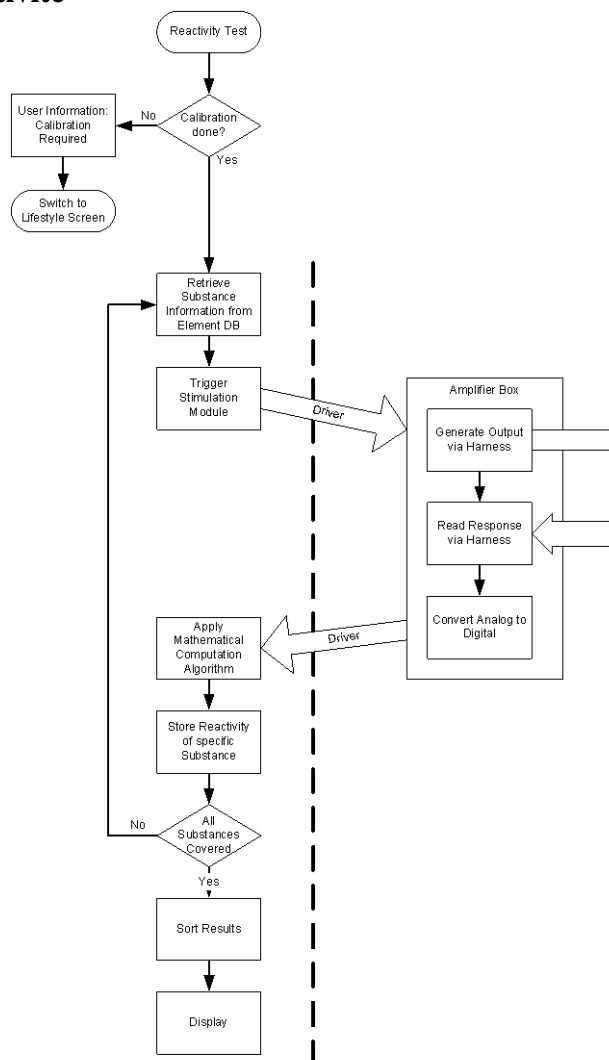 Reactivity Test
Calibration
done?
No
Yes
User Information:
Calibration
Required
Switch to
Lifestyle Screen
Retrieve
Substance
Information from
Element DB
Trigger
Stimulation
Module
Driver
Amplifier Box
Generate Output
via Harness
Read Response
via Harness
Convert Analog to
Digital
Driver
Apply
Mathematical
Computation
Algorithm
Store Reactivity
of specific
Substance
All
Substances
Covered
No
Yes
Sort Results
Display